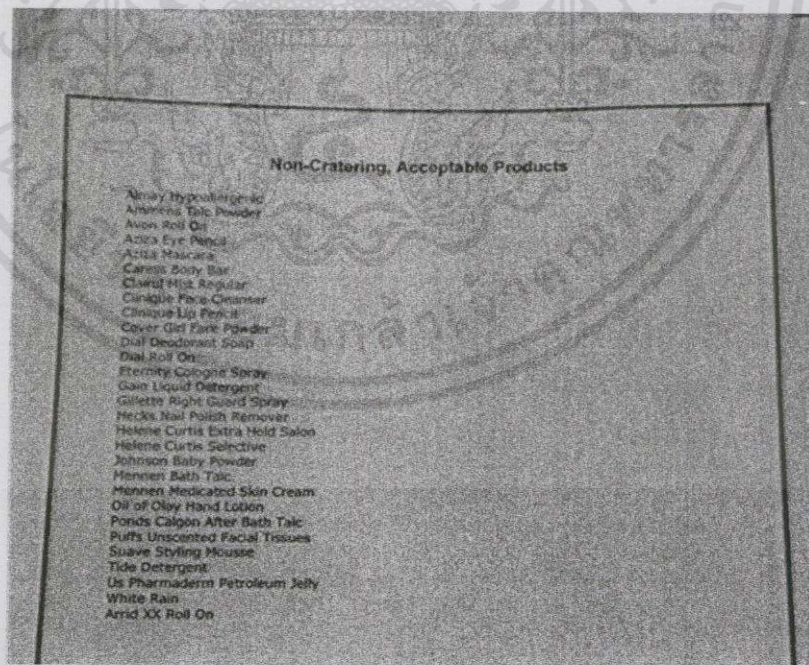 Non-Cratering, Acceptable Products
Almay Hypoallergenic
Ammens Talc Powder
Avon Roll On
Aziza Eye Pencil
Aziza Mascara
Caress Body Bar
Clairol Mist Regular
Clinique Face Cleanser
Clinique Lip Pencil
Cover Girl Face Powder
Dial Deodorant Soap
Dial Roll On
Eternity Cologne Spray
Gain Liquid Detergent
Gillette Right Guard Spray
Hecks Nail Polish Remover
Helene Curtis Extra Hold Salon
Helene Curtis Selective
Johnson Baby Powder
Mennen Bath Talc
Mennen Medicated Skin Cream
Oil of Olay Hand Lotion
Ponds Calgon After Bath Talc
Puffs Unscented Facial Tissues
Suave Styling Mousse
Tide Detergent
Us Pharmaderm Petroleum Jelly
White Rain
Arrid XX Roll On